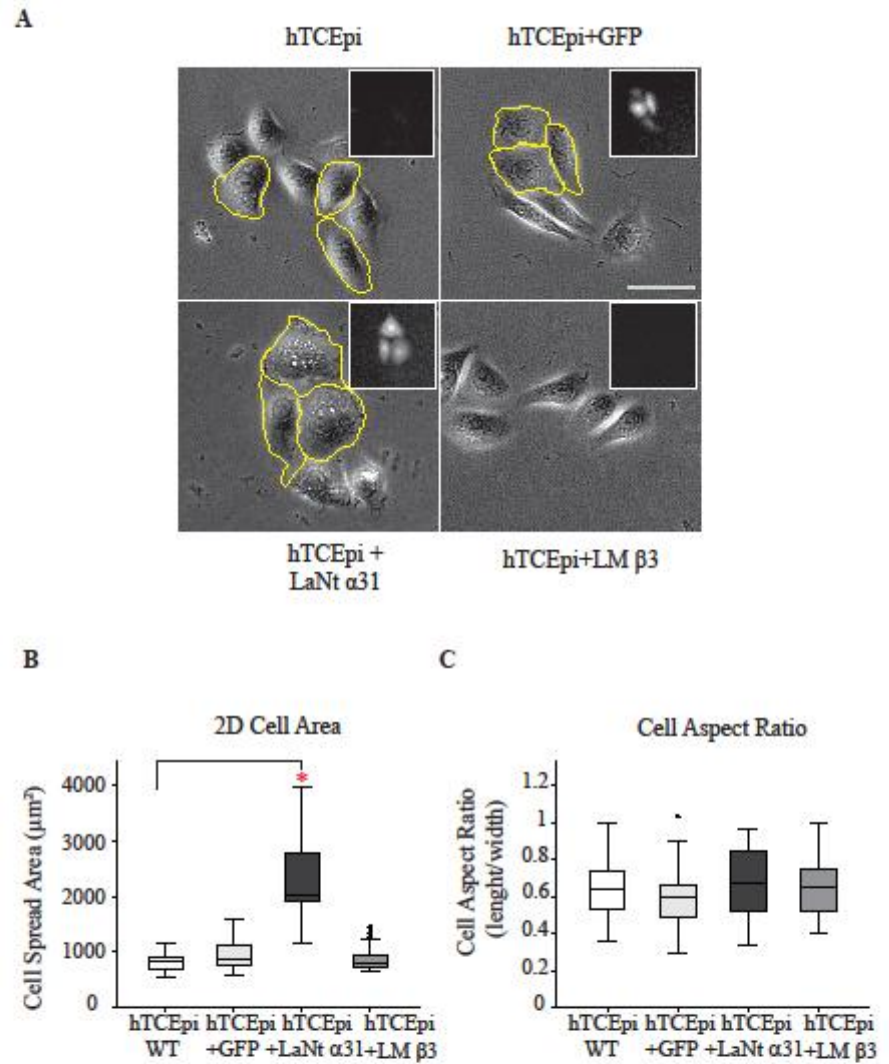 A
hTCEpi
hTCEpi+GFP
hTCEpi +
LaNt α31
hTCEpi+LM β3
B
2D Cell Area
Cell Spread Area (μm²)
4000
3000
2000
1000
0
*
hTCEpi
WT
hTCEpi
+GFP
hTCEpi
+LaNt α31
hTCEpi
+LM β3
C
Cell Aspect Ratio
Cell Aspect Ratio
(lenght/width)
1.2
1
0.8
0.6
0.4
0.2
0
hTCEpi
WT
hTCEpi
+GFP
hTCEpi
+LaNt α31
hTCEpi
+LM β3